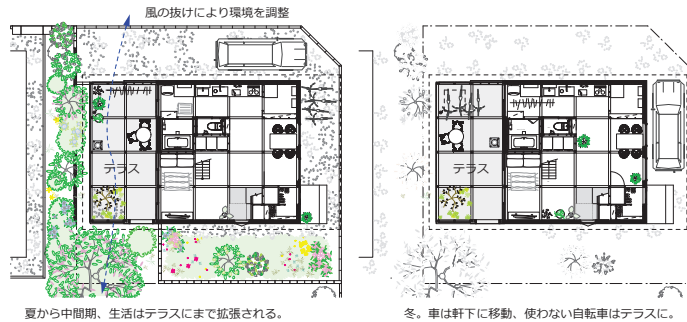 風の抜けにより環境を調整
テラス
テラス
夏から中間期、生活はテラスにまで拡張される。
冬。車は軒下に移動、使わない自転車はテラスに。